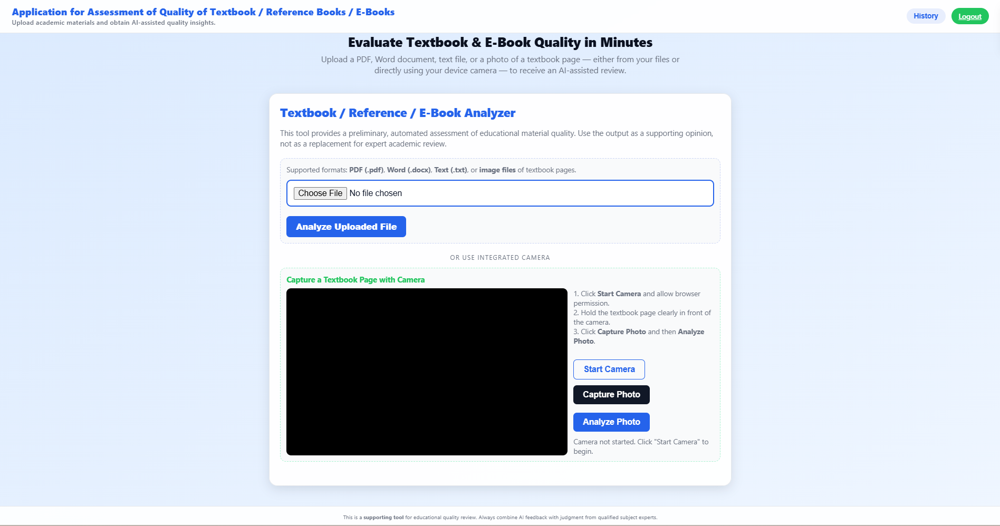 Application for Assessment of Quality of Textbook / Reference Books / E-Books
Upload academic materials and obtain AI-assisted quality insights.
History
Logout
Evaluate Textbook & E-Book Quality in Minutes
Upload a PDF, Word document, text file, or a photo of a textbook page — either from your files or
directly using your device camera — to receive an AI-assisted review.
Textbook / Reference / E-Book Analyzer
This tool provides a preliminary, automated assessment of educational material quality. Use the output as a supporting opinion,
not as a replacement for expert academic review.
Supported formats: PDF (.pdf), Word (.docx), Text (.txt), or image files of textbook pages.
Choose File No file chosen
Analyze Uploaded File
OR USE INTEGRATED CAMERA
Capture a Textbook Page with Camera
1. Click Start Camera and allow browser
permission.
2. Hold the textbook page clearly in front of
the camera.
3. Click Capture Photo and then Analyze
Photo.
Start Camera
Capture Photo
Analyze Photo
Camera not started. Click "Start Camera" to
begin.
This is a supporting tool for educational quality review. Always combine AI feedback with judgment from qualified subject experts.